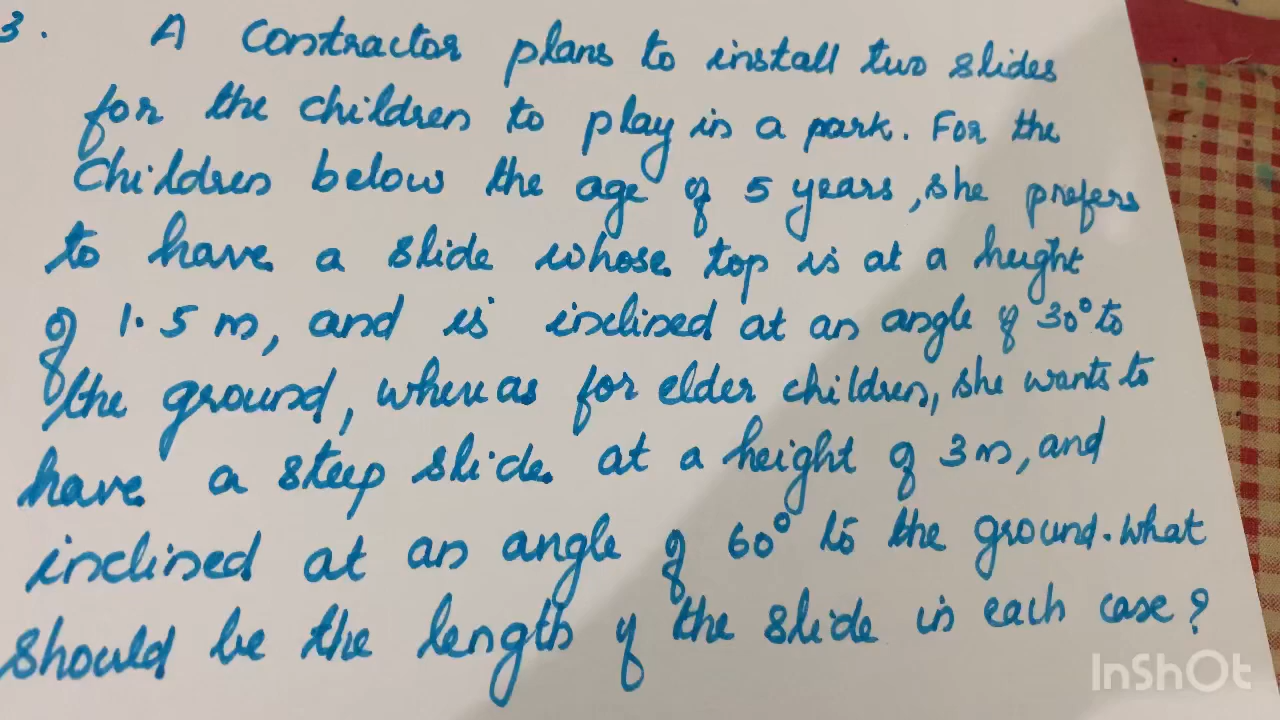 3. A contractor plans to install two slides
for the children to play in a park. For the
Children below the age of 5 years, she prefers
to have a slide whose top is at a height
of 1.5 m, and is inclined at an angle of 30° to
the ground, where as for elder children, she wants to
have a steep slide at a height of 3 m, and
inclined at an angle of 60° to the ground. What
should be the length of the slide in each case?
InShOt